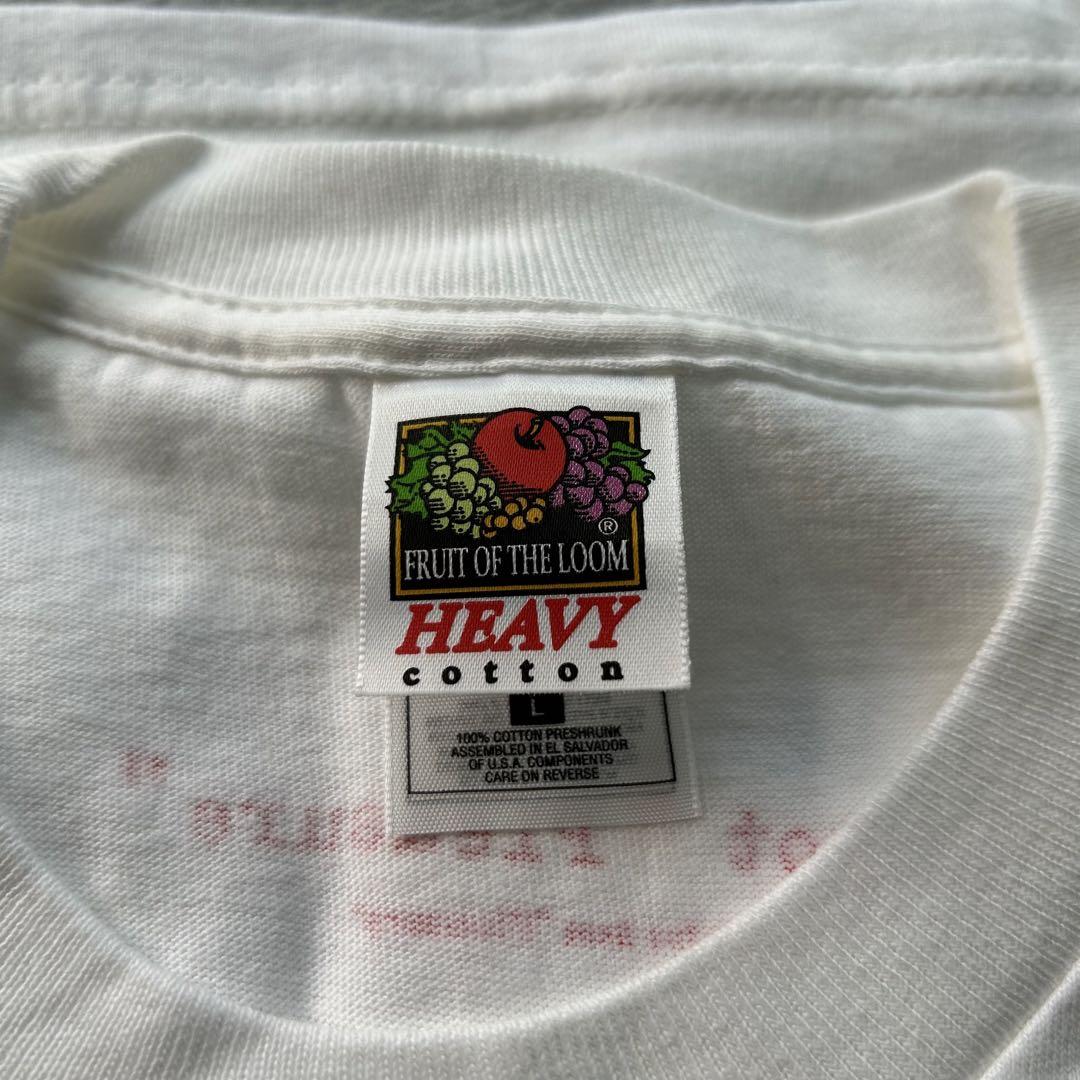 ®
FRUIT OF THE LOOM
HEAVY
cotton
L
100% COTTON PRESHRUNK
ASSEMBLED IN EL SALVADOR
OF U.S.A. COMPONENTS
CARE ON REVERSE